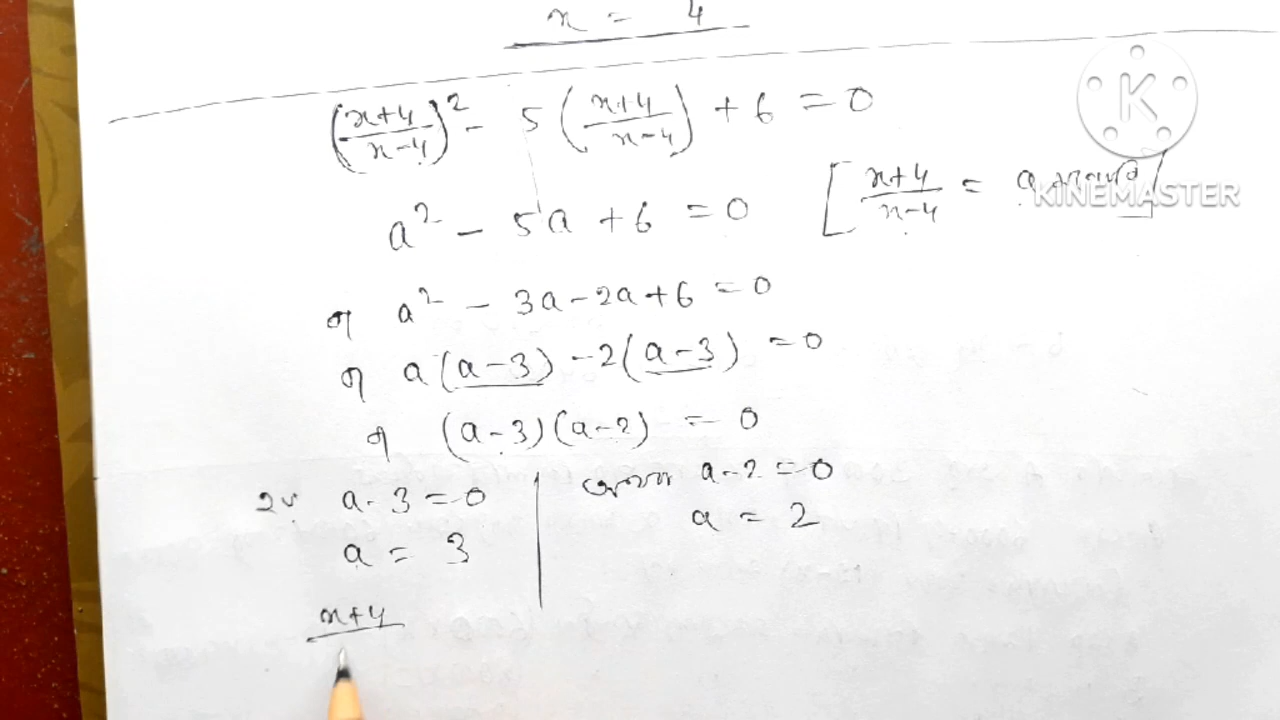 x = 4
(x+4/x-4)² - 5(x+4/x-4) + 6 = 0
a² - 5a + 6 = 0 [x+4/x-4 = a
KINEMASTER
বা a² - 3a - 2a + 6 = 0
বা a(a-3) - 2(a-3) = 0
বা (a-3)(a-2) = 0
হয় a-3 = 0 অথবা a-2 = 0
a = 3 a = 2
x+4